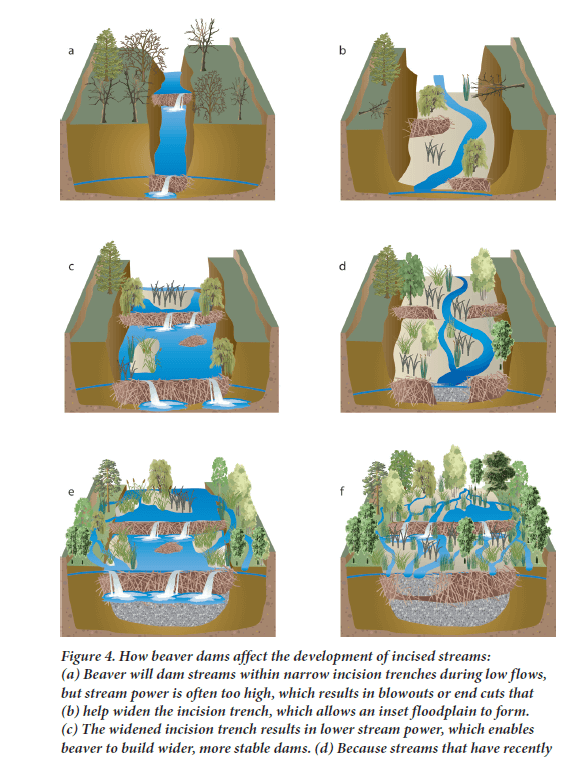 a
b
c
d
e
f
Figure 4. How beaver dams affect the development of incised streams:
(a) Beaver will dam streams within narrow incision trenches during low flows,
but stream power is often too high, which results in blowouts or end cuts that
(b) help widen the incision trench, which allows an inset floodplain to form.
(c) The widened incision trench results in lower stream power, which enables
beaver to build wider, more stable dams. (d) Because streams that have recently